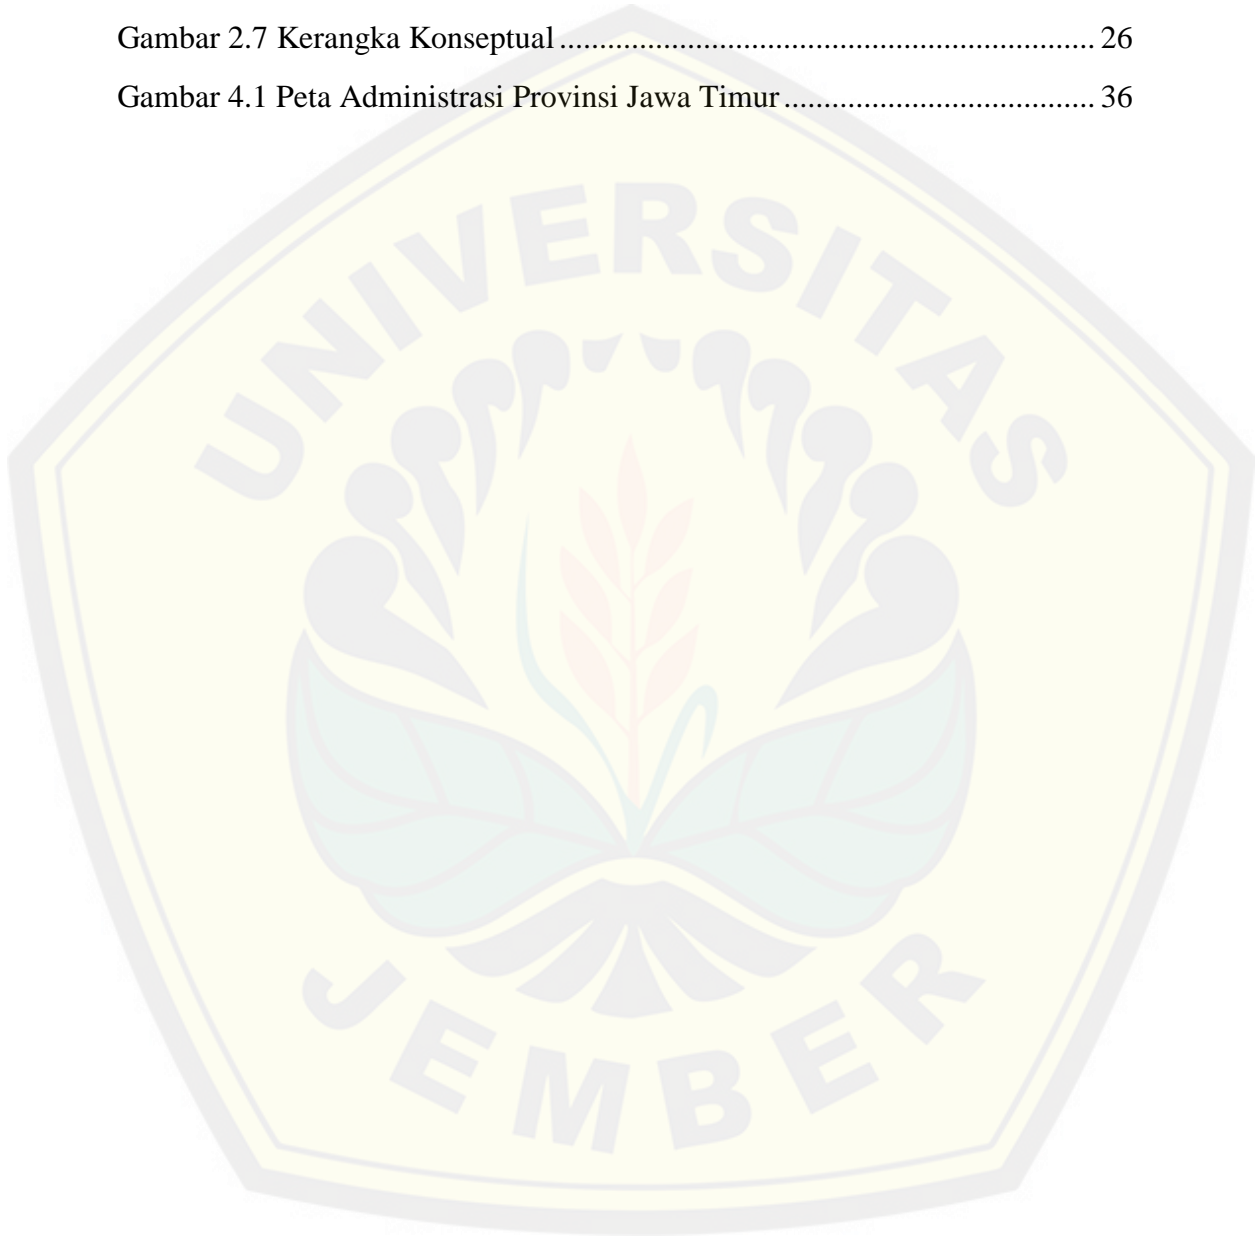 Gambar 2.7 Kerangka Konseptual.................................................................. 26
Gambar 4.1 Peta Administrasi Provinsi Jawa Timur...................................... 36
UNIVERSITAS
JEMBER